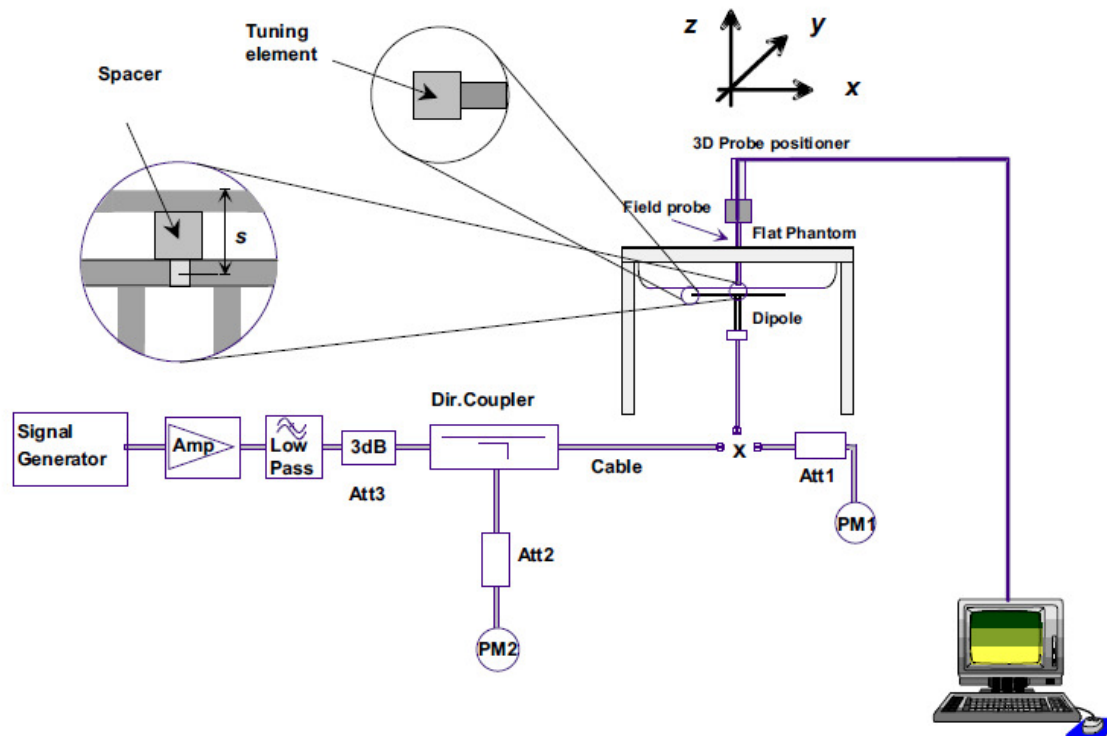 Tuning
element
Spacer
s
z
y
x
3D Probe positioner
Field probe
Flat Phantom
Dipole
Dir.Coupler
Signal
Generator
Amp
Low
Pass
3dB
Att3
Cable
X
Att1
PM1
Att2
PM2